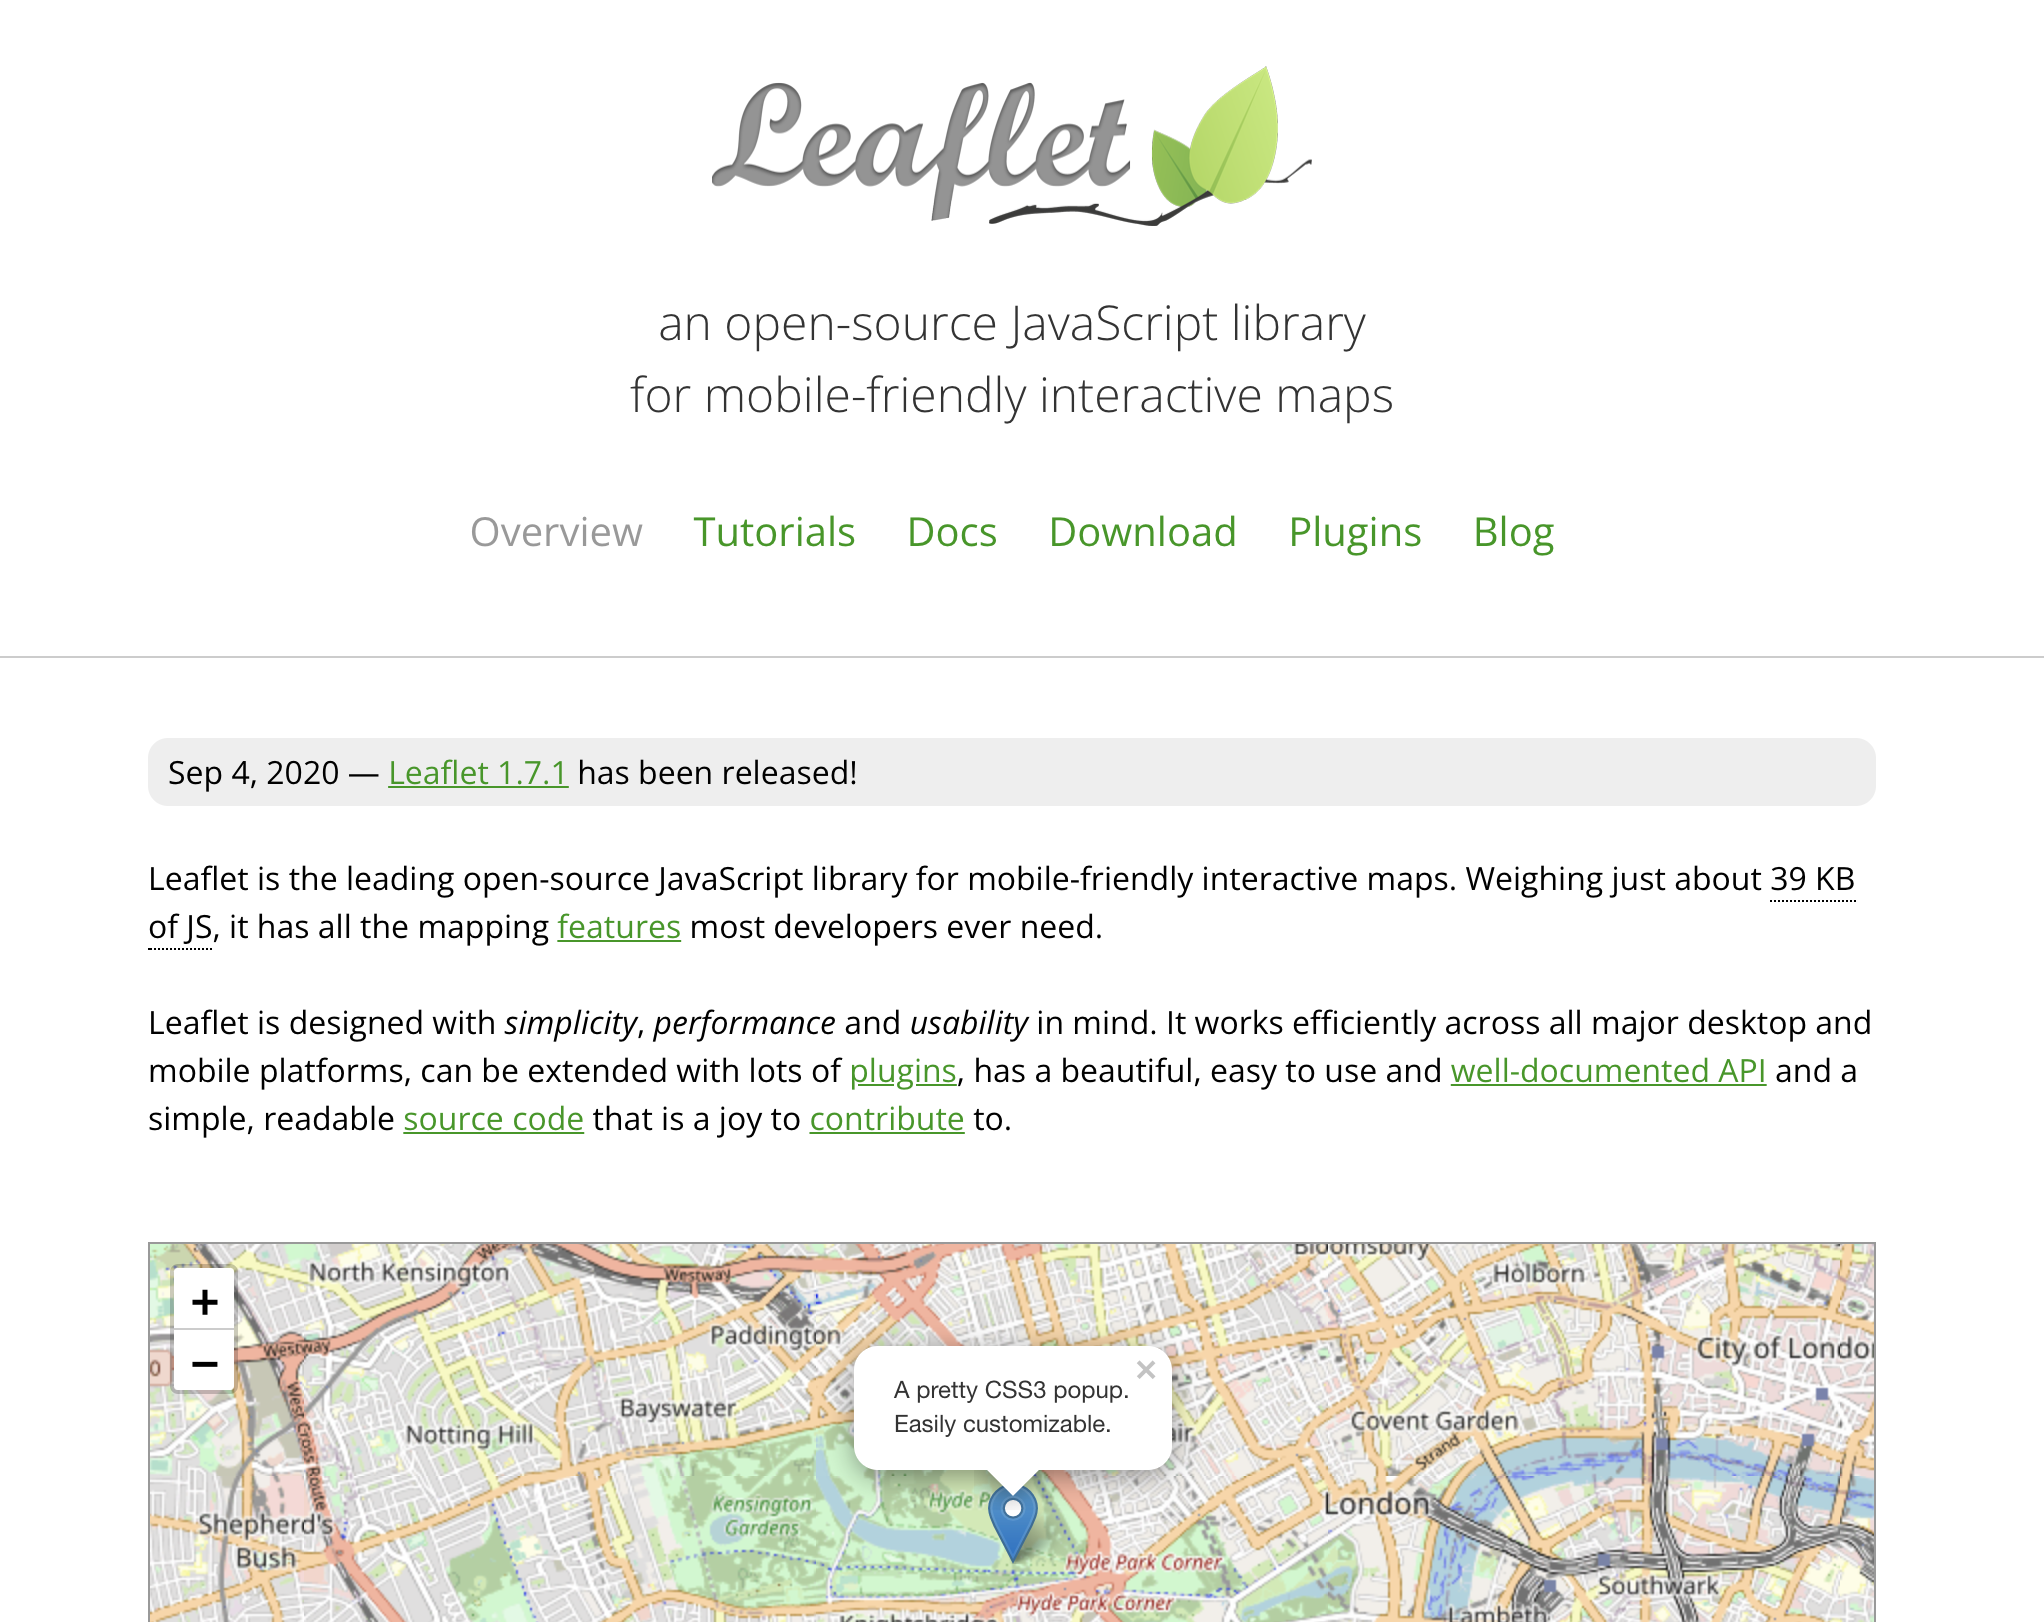 Leaflet
an open-source JavaScript library
for mobile-friendly interactive maps
Overview Tutorials Docs Download Plugins Blog
Sep 4, 2020 — Leaflet 1.7.1 has been released!
Leaflet is the leading open-source JavaScript library for mobile-friendly interactive maps. Weighing just about 39 KB
of JS, it has all the mapping features most developers ever need.
Leaflet is designed with simplicity, performance and usability in mind. It works efficiently across all major desktop and
mobile platforms, can be extended with lots of plugins, has a beautiful, easy to use and well-documented API and a
simple, readable source code that is a joy to contribute to.
+
−
North Kensington
Westway
Bloomsbury
Holborn
Paddington
Westway
City of London
0
West Cross Route
×
A pretty CSS3 popup.
Easily customizable.
Bayswater
Notting Hill
Covent Garden
Strand
Kensington
Gardens
Hyde P
London
Shepherd's
Bush
Hyde Park Corner
Hyde Park Corner
Southwark
Knightsbridge
Lambeth